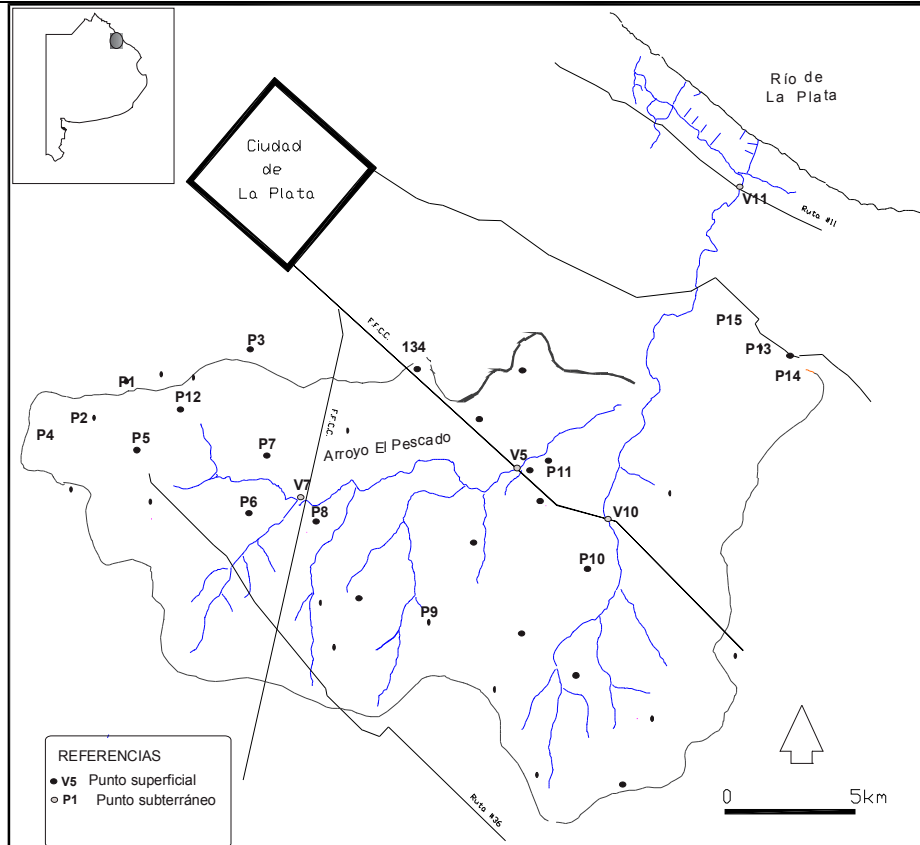 Río de
La Plata
Ciudad
de
La Plata
V11
Ruta #11
P15
P13
P14
F.F.C.C.
134
P3
P1
P12
P2
P4
P5
F.F.C.C.
P7
Arroyo El Pescado
V5
P11
V7
P6
P8
V10
P10
P9
REFERENCIAS
V5 Punto superficial
P1 Punto subterráneo
Ruta #36
0 5km